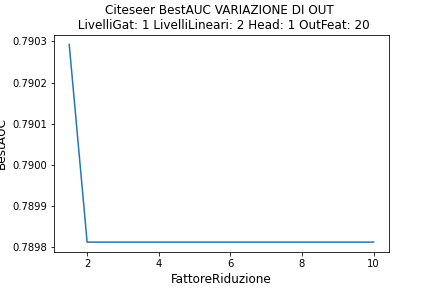 Citeseer BestAUC VARIAZIONE DI OUT
LivelliGat: 1 LivelliLineari: 2 Head: 1 OutFeat: 20
0.7903
0.7902
0.7901
0.7900
0.7899
0.7898
BestAUC
2 4 6 8 10
FattoreRiduzione